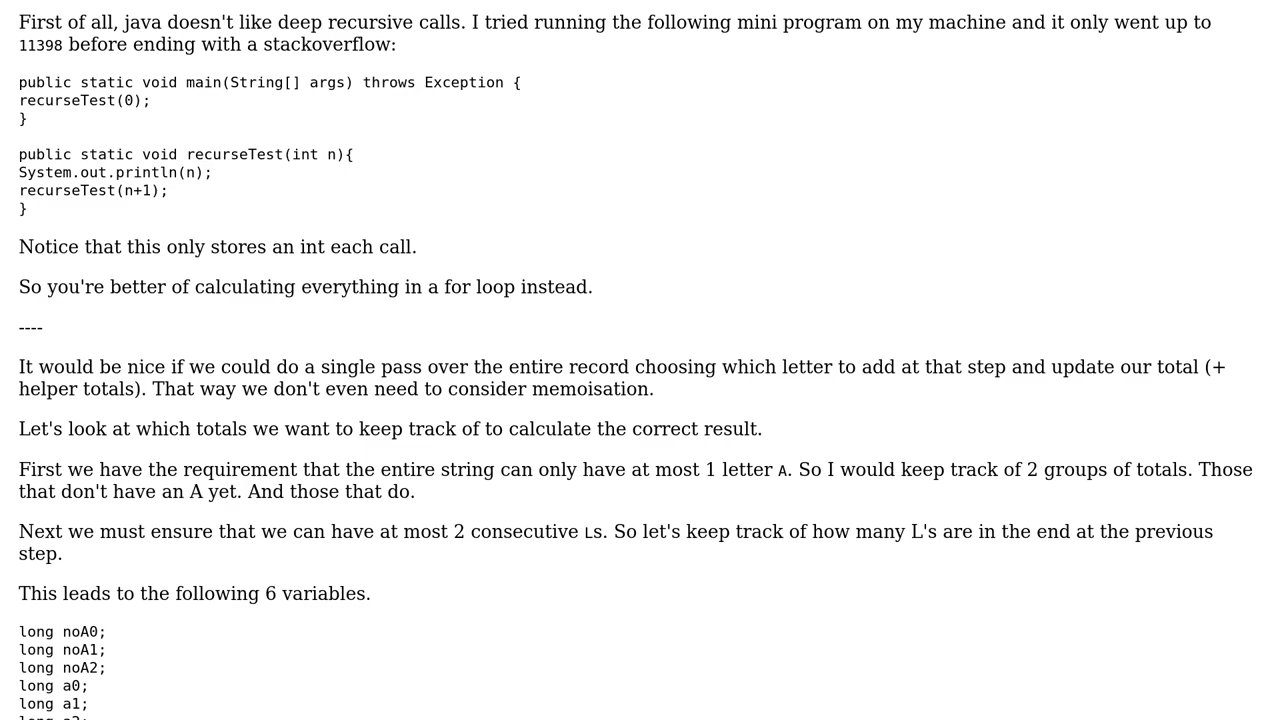 First of all, java doesn't like deep recursive calls. I tried running the following mini program on my machine and it only went up to
11398 before ending with a stackoverflow:
public static void main(String[] args) throws Exception {
recurseTest(0);
}
public static void recurseTest(int n){
System.out.println(n);
recurseTest(n+1);
}
Notice that this only stores an int each call.
So you're better of calculating everything in a for loop instead.
----
It would be nice if we could do a single pass over the entire record choosing which letter to add at that step and update our total (+
helper totals). That way we don't even need to consider memoisation.
Let's look at which totals we want to keep track of to calculate the correct result.
First we have the requirement that the entire string can only have at most 1 letter A. So I would keep track of 2 groups of totals. Those
that don't have an A yet. And those that do.
Next we must ensure that we can have at most 2 consecutive Ls. So let's keep track of how many L's are in the end at the previous
step.
This leads to the following 6 variables.
long noA0;
long noA1;
long noA2;
long a0;
long a1;